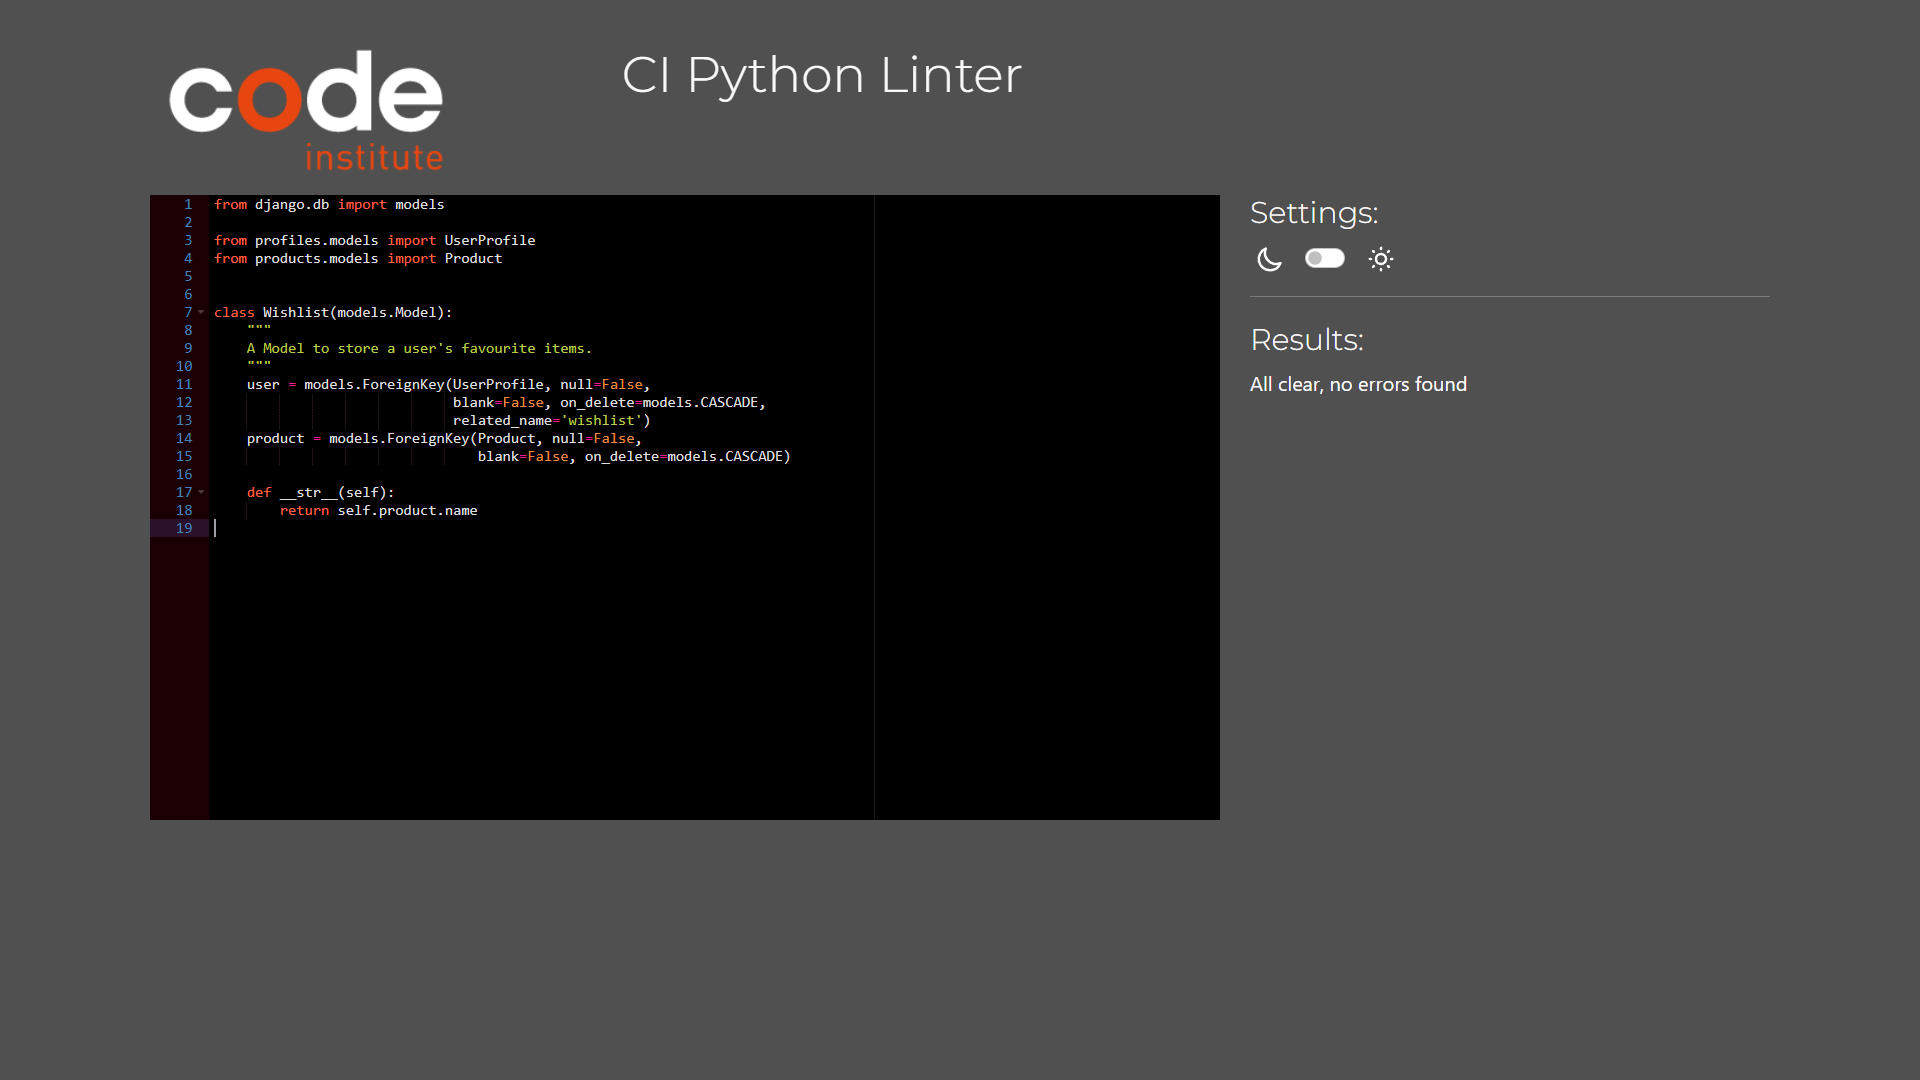 code
institute
CI Python Linter
1 from django.db import models
2
3 from profiles.models import UserProfile
4 from products.models import Product
5
6
7 class Wishlist(models.Model):
8     """
9     A Model to store a user's favourite items.
10     """
11     user = models.ForeignKey(UserProfile, null=False,
12                              blank=False, on_delete=models.CASCADE,
13                              related_name='wishlist')
14     product = models.ForeignKey(Product, null=False,
15                                 blank=False, on_delete=models.CASCADE)
16
17     def __str__(self):
18         return self.product.name
19
Settings:
Results:
All clear, no errors found